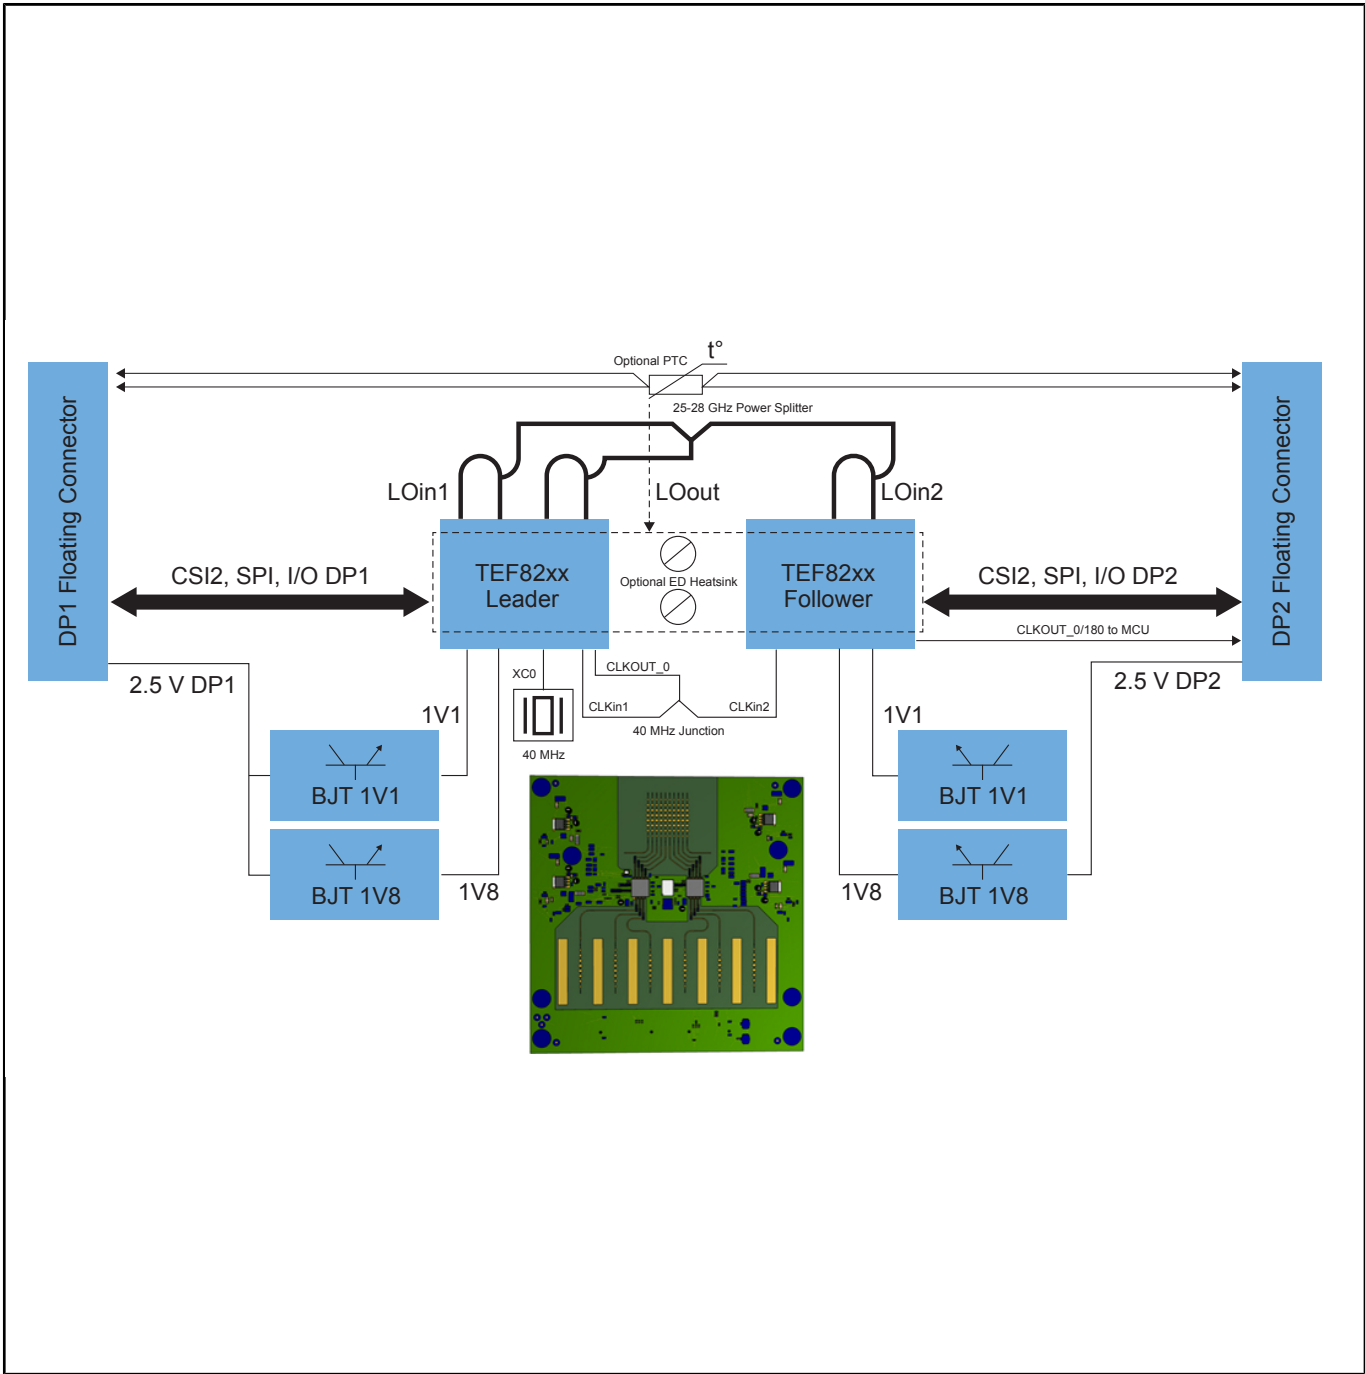 Optional PTC
t°
25-28 GHz Power Splitter
DP1 Floating Connector
LOin1
LOout
LOin2
DP2 Floating Connector
CSI2, SPI, I/O DP1
TEF82xx
Leader
Optional ED Heatsink
TEF82xx
Follower
CSI2, SPI, I/O DP2
CLKOUT_0/180 to MCU
2.5 V DP1
XC0
CLKOUT_0
2.5 V DP2
1V1
CLKin1
CLKin2
1V1
40 MHz Junction
40 MHz
BJT 1V1
BJT 1V1
BJT 1V8
1V8
1V8
BJT 1V8